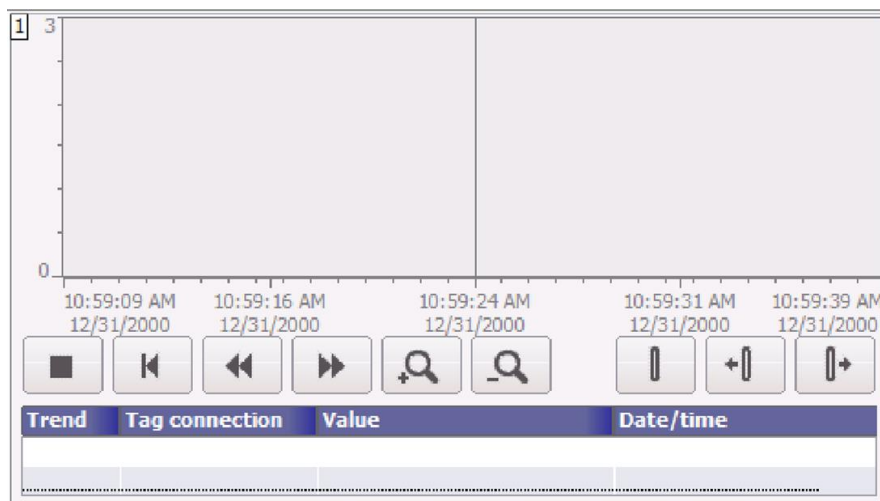 1
3
0
10:59:09 AM 10:59:16 AM 10:59:24 AM 10:59:31 AM 10:59:39 AM
12/31/2000 12/31/2000 12/31/2000 12/31/2000 12/31/2000
Trend Tag connection Value Date/time